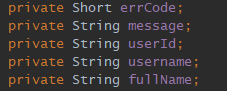 private Short errCode;
private String message;
private String userId;
private String username;
private String fullName;